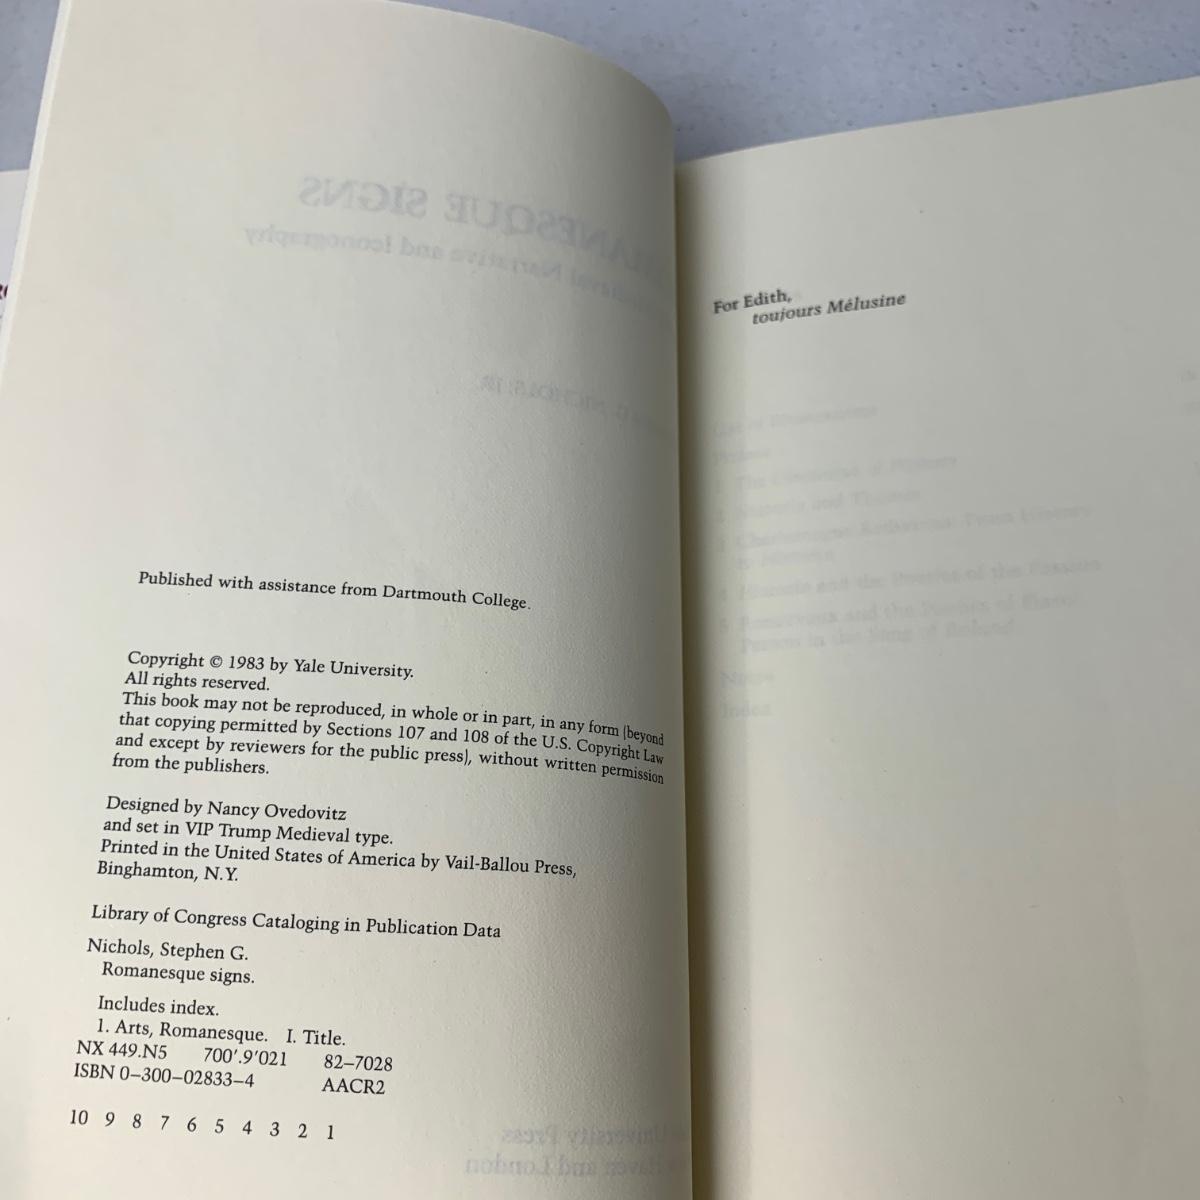 Published with assistance from Dartmouth College.
Copyright © 1983 by Yale University.
All rights reserved.
This book may not be reproduced, in whole or in part, in any form (beyond
that copying permitted by Sections 107 and 108 of the U.S. Copyright Law
and except by reviewers for the public press), without written permission
from the publishers.
Designed by Nancy Ovedovitz
and set in VIP Trump Medieval type.
Printed in the United States of America by Vail-Ballou Press,
Binghamton, N.Y.
Library of Congress Cataloging in Publication Data
Nichols, Stephen G.
Romanesque signs.
Includes index.
1. Arts, Romanesque. I. Title.
NX 449.N5 700'.9'021 82–7028
ISBN 0–300–02833–4 AACR2
10 9 8 7 6 5 4 3 2 1
For Edith,
toujours Mélusine